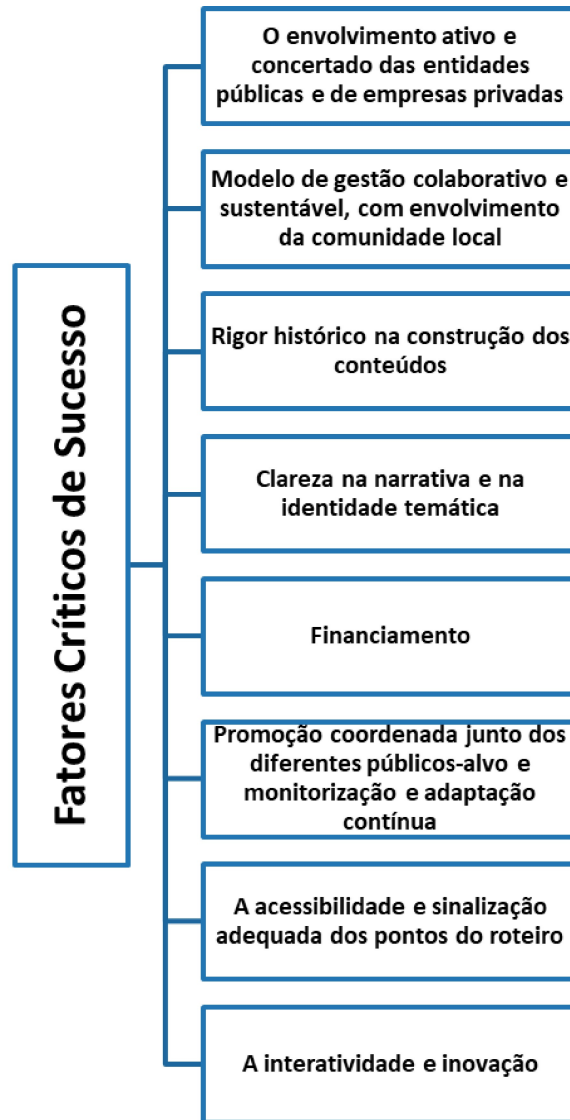 Fatores Críticos de Sucesso
O envolvimento ativo e
concertado das entidades
públicas e de empresas privadas
Modelo de gestão colaborativo e
sustentável, com envolvimento
da comunidade local
Rigor histórico na construção dos
conteúdos
Clareza na narrativa e na
identidade temática
Financiamento
Promoção coordenada junto dos
diferentes públicos-alvo e
monitorização e adaptação
contínua
A acessibilidade e sinalização
adequada dos pontos do roteiro
A interatividade e inovação